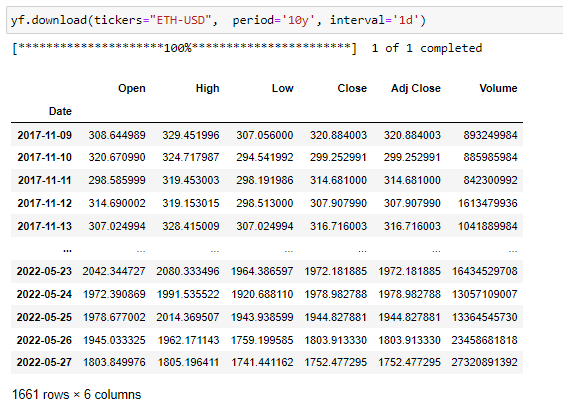 yf.download(tickers="ETH-USD",  period='10y', interval='1d')
[*********************100%***********************]  1 of 1 completed
Open High Low Close Adj Close Volume
Date
2017-11-09 308.644989 329.451996 307.056000 320.884003 320.884003 893249984
2017-11-10 320.670990 324.717987 294.541992 299.252991 299.252991 885985984
2017-11-11 298.585999 319.453003 298.191986 314.681000 314.681000 842300992
2017-11-12 314.690002 319.153015 298.513000 307.907990 307.907990 1613479936
2017-11-13 307.024994 328.415009 307.024994 316.716003 316.716003 1041889984
... ... ... ... ... ... ...
2022-05-23 2042.344727 2080.333496 1964.386597 1972.181885 1972.181885 16434529708
2022-05-24 1972.390869 1991.535522 1920.688110 1978.982788 1978.982788 13057109007
2022-05-25 1978.677002 2014.369507 1943.938599 1944.827881 1944.827881 13364545730
2022-05-26 1945.033325 1962.171143 1759.199585 1803.913330 1803.913330 23458681818
2022-05-27 1803.849976 1805.196411 1741.441162 1752.477295 1752.477295 27320891392
1661 rows × 6 columns